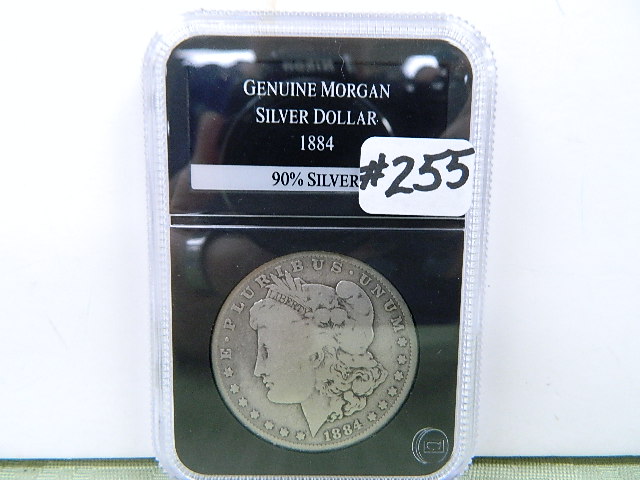 GENUINE MORGAN
SILVER DOLLAR
1884
90% SILVER
#255
E·PLURIBUS·UNUM
LIBERTY
1884